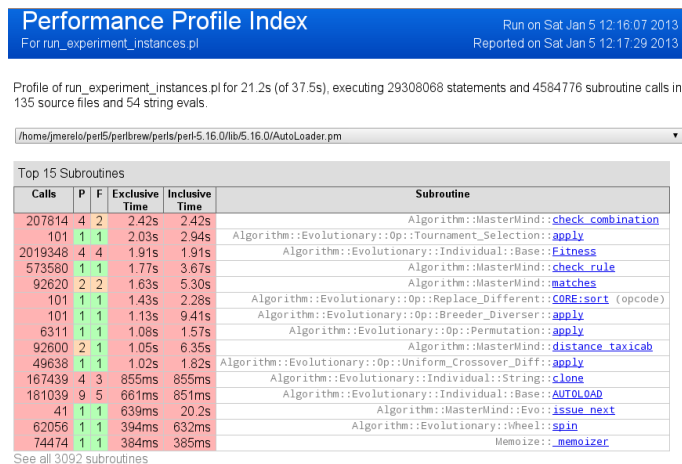 Performance Profile Index
For run_experiment_instances.pl
Run on Sat Jan 5 12:16:07 2013
Reported on Sat Jan 5 12:17:29 2013
Profile of run_experiment_instances.pl for 21.2s (of 37.5s), executing 29308068 statements and 4584776 subroutine calls in
135 source files and 54 string evals.
/home/jmerelo/perl5/perlbrew/perls/perl-5.16.0/lib/5.16.0/AutoLoader.pm
Top 15 Subroutines
Calls P F Exclusive Time Inclusive Time Subroutine
207814 4 2 2.42s 2.42s Algorithm::MasterMind::check_combination
101 1 1 2.03s 2.94s Algorithm::Evolutionary::Op::Tournament_Selection::apply
2019348 4 4 1.91s 1.91s Algorithm::Evolutionary::Individual::Base::Fitness
573580 1 1 1.77s 3.67s Algorithm::MasterMind::check_rule
92620 2 2 1.63s 5.30s Algorithm::MasterMind::matches
101 1 1 1.43s 2.28s Algorithm::Evolutionary::Op::Replace_Different::CORE:sort (opcode)
101 1 1 1.13s 9.41s Algorithm::Evolutionary::Op::Breeder_Diverser::apply
6311 1 1 1.08s 1.57s Algorithm::Evolutionary::Op::Permutation::apply
92600 2 1 1.05s 6.35s Algorithm::MasterMind::distance_taxicab
49638 1 1 1.02s 1.82s Algorithm::Evolutionary::Op::Uniform_Crossover_Diff::apply
167439 4 3 855ms 855ms Algorithm::Evolutionary::Individual::String::clone
181039 9 5 661ms 851ms Algorithm::Evolutionary::Individual::Base::AUTOLOAD
41 1 1 639ms 20.2s Algorithm::MasterMind::Evo::issue_next
62056 1 1 394ms 632ms Algorithm::Evolutionary::Wheel::spin
74474 1 1 384ms 385ms Memoize::_memoizer
See all 3092 subroutines